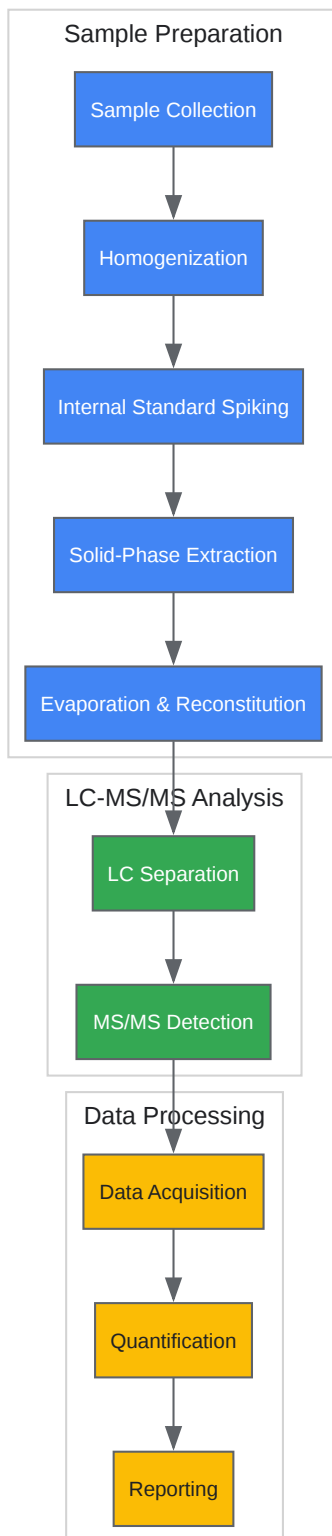 Sample Preparation
Sample Collection
Homogenization
Internal Standard Spiking
Solid-Phase Extraction
Evaporation & Reconstitution
LC-MS/MS Analysis
LC Separation
MS/MS Detection
Data Processing
Data Acquisition
Quantification
Reporting